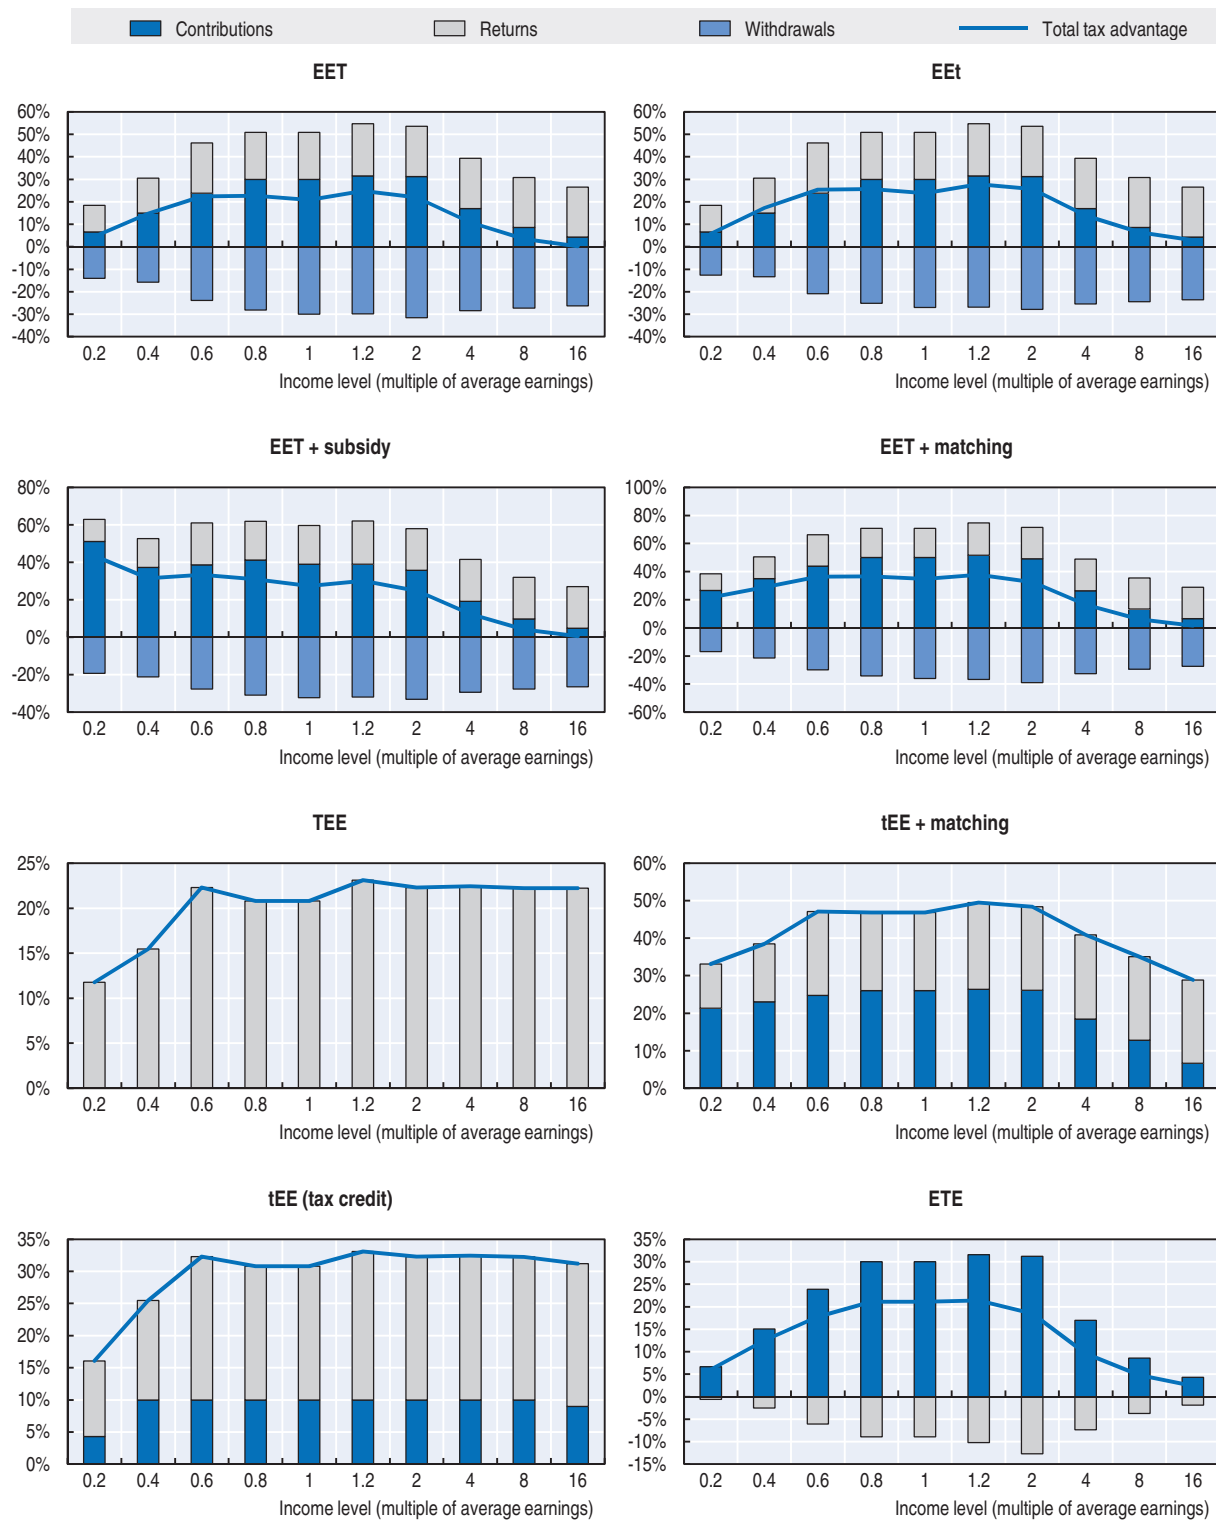 Contributions Returns Withdrawals Total tax advantage
EET
60%
50%
40%
30%
20%
10%
0%
-10%
-20%
-30%
-40%
0.2 0.4 0.6 0.8 1 1.2 2 4 8 16
Income level (multiple of average earnings)
EEt
60%
50%
40%
30%
20%
10%
0%
-10%
-20%
-30%
-40%
0.2 0.4 0.6 0.8 1 1.2 2 4 8 16
Income level (multiple of average earnings)
EET + subsidy
80%
60%
40%
20%
0%
-20%
-40%
0.2 0.4 0.6 0.8 1 1.2 2 4 8 16
Income level (multiple of average earnings)
EET + matching
100%
80%
60%
40%
20%
0%
-20%
-40%
-60%
0.2 0.4 0.6 0.8 1 1.2 2 4 8 16
Income level (multiple of average earnings)
TEE
25%
20%
15%
10%
5%
0%
0.2 0.4 0.6 0.8 1 1.2 2 4 8 16
Income level (multiple of average earnings)
tEE + matching
60%
50%
40%
30%
20%
10%
0%
0.2 0.4 0.6 0.8 1 1.2 2 4 8 16
Income level (multiple of average earnings)
tEE (tax credit)
35%
30%
25%
20%
15%
10%
5%
0%
0.2 0.4 0.6 0.8 1 1.2 2 4 8 16
Income level (multiple of average earnings)
ETE
35%
30%
25%
20%
15%
10%
5%
0%
-5%
-10%
-15%
0.2 0.4 0.6 0.8 1 1.2 2 4 8 16
Income level (multiple of average earnings)